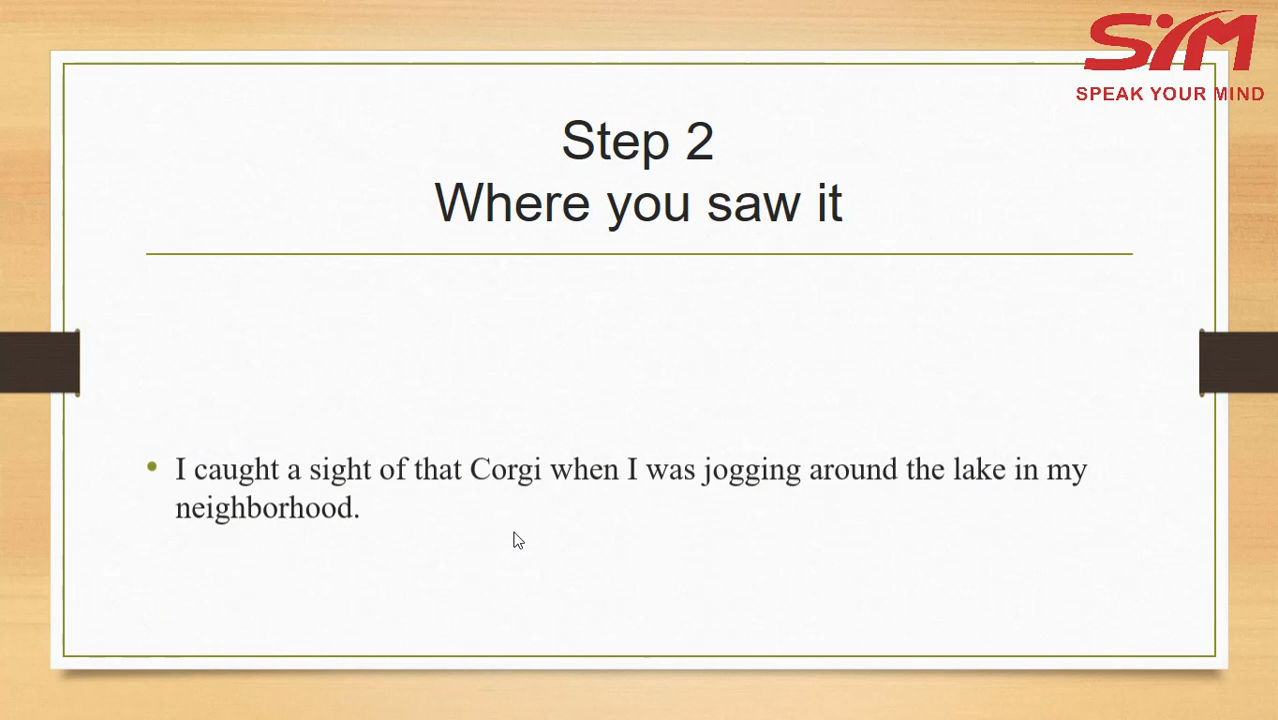 SYM
SPEAK YOUR MIND
Step 2
Where you saw it
I caught a sight of that Corgi when I was jogging around the lake in my
neighborhood.